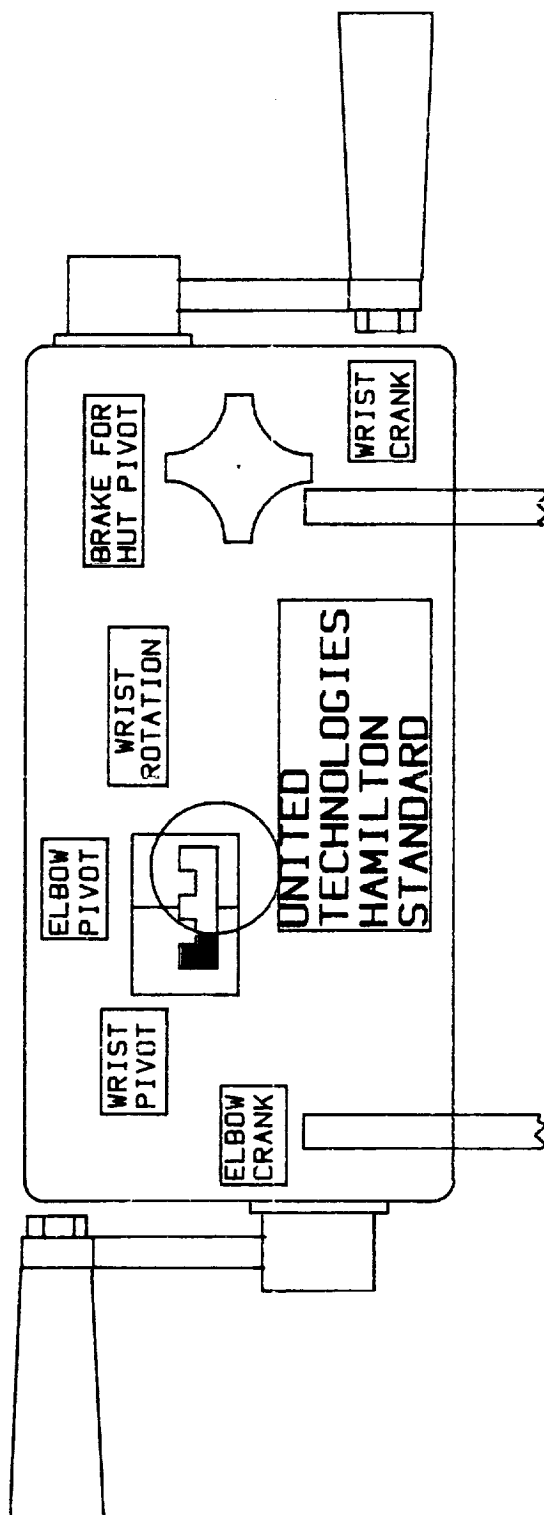 WRIST
PIVOT
ELBOW
PIVOT
WRIST
ROTATION
BRAKE FOR
HUT PIVOT
ELBOW
CRANK
UNITED
TECHNOLOGIES
HAMILTON
STANDARD
WRIST
CRANK